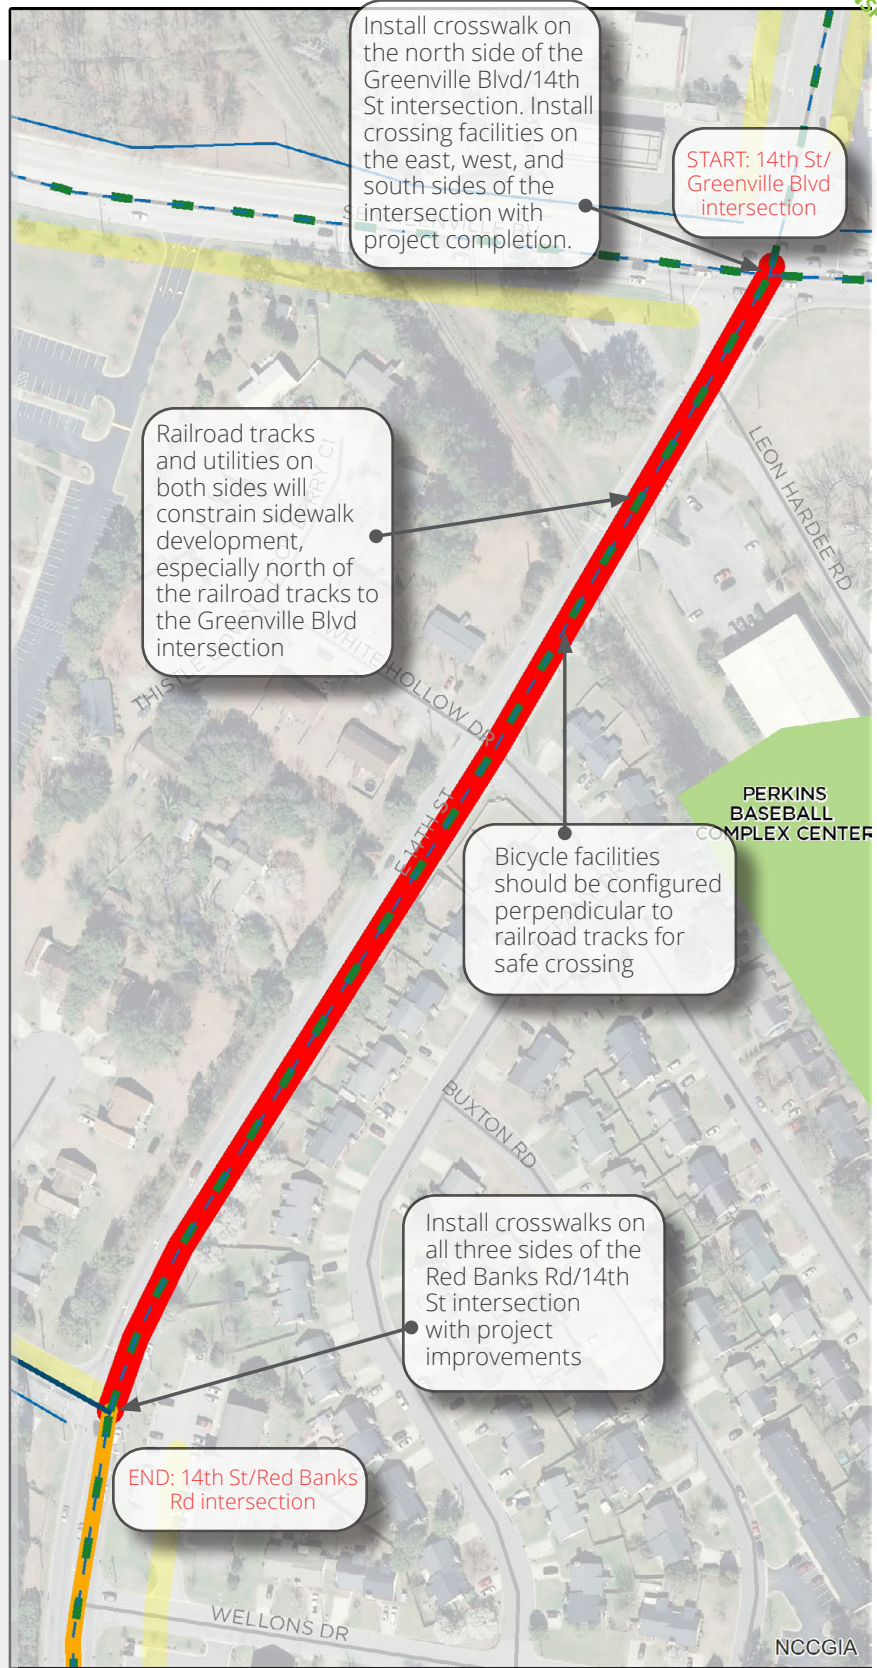 Install crosswalk on
the north side of the
Greenville Blvd/14th
St intersection. Install
crossing facilities on
the east, west, and
south sides of the
intersection with
project completion.
START: 14th St/
Greenville Blvd
intersection
Railroad tracks
and utilities on
both sides will
constrain sidewalk
development,
especially north of
the railroad tracks to
the Greenville Blvd
intersection
LEON HARDEE RD
HOLLOW DR
E 14TH ST
PERKINS
BASEBALL
COMPLEX CENTER
Bicycle facilities
should be configured
perpendicular to
railroad tracks for
safe crossing
BUXTON RD
Install crosswalks on
all three sides of the
Red Banks Rd/14th
St intersection
with project
improvements
END: 14th St/Red Banks
Rd intersection
WELLONS DR
NCCGIA